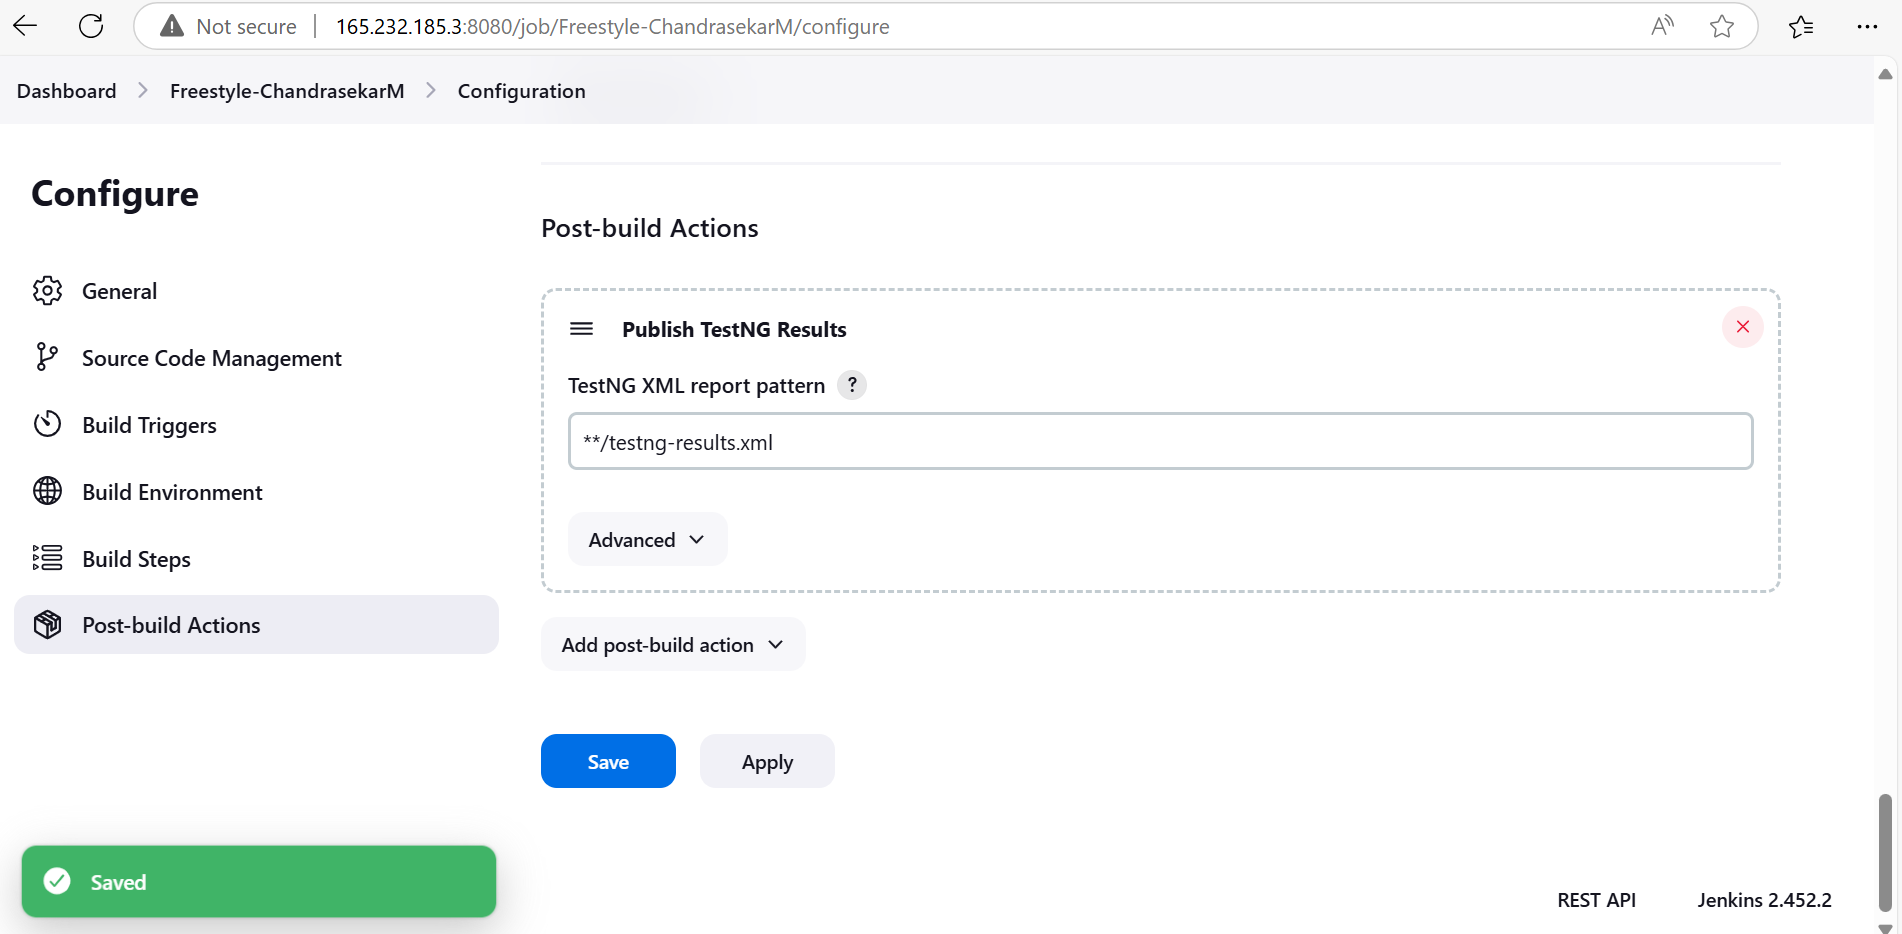 Not secure
165.232.185.3:8080/job/Freestyle-ChandrasekarM/configure
Dashboard
Freestyle-ChandrasekarM
Configuration
Configure
General
Source Code Management
Build Triggers
Build Environment
Build Steps
Post-build Actions
Post-build Actions
Publish TestNG Results
TestNG XML report pattern ?
**/testng-results.xml
Advanced
Add post-build action
Save
Apply
Saved
REST API
Jenkins 2.452.2